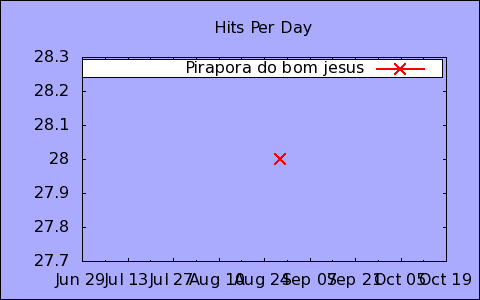 Hits Per Day
28.3
Pirapora do bom jesus
28.2
28.1
28
27.9
27.8
27.7
Jun 29 Jul 13 Jul 27 Aug 10 Aug 24 Sep 07 Sep 21 Oct 05 Oct 19